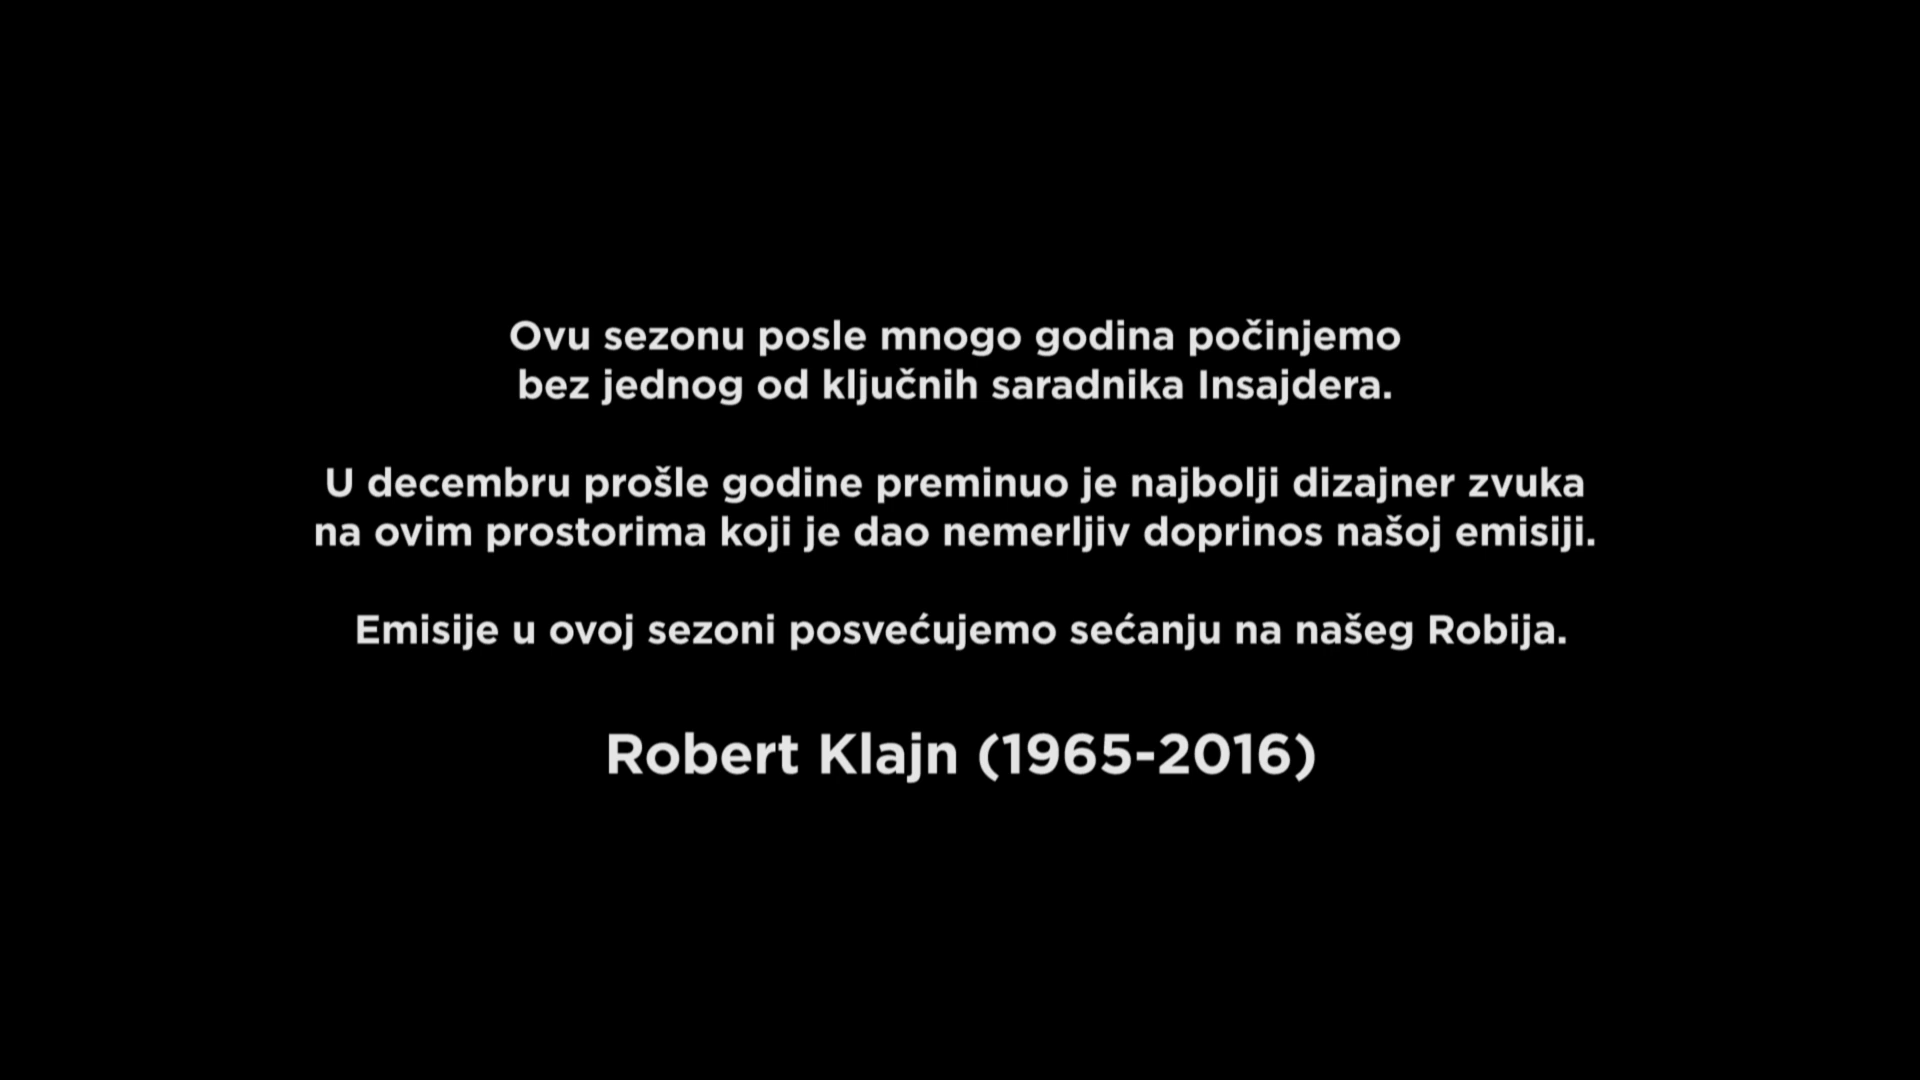 Ovu sezonu posle mnogo godina počinjemo
bez jednog od ključnih saradnika Insajdera.
U decembru prošle godine preminuo je najbolji dizajner zvuka
na ovim prostorima koji je dao nemerljiv doprinos našoj emisiji.
Emisije u ovoj sezoni posvećujemo sećanju na našeg Robija.
Robert Klajn (1965-2016)